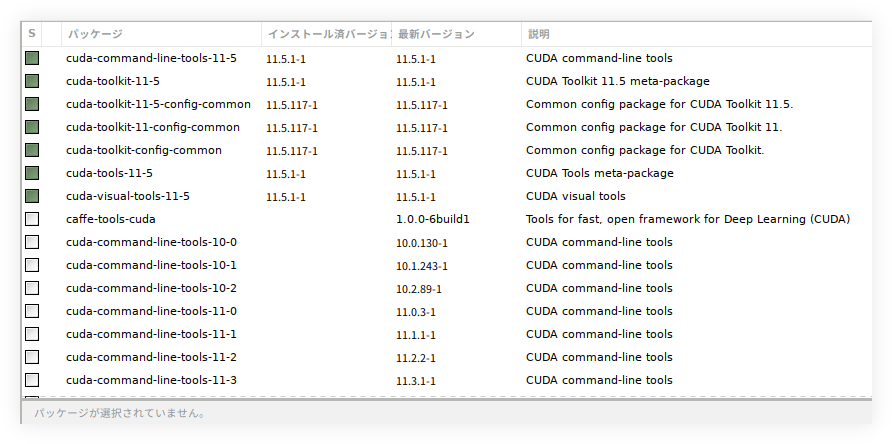 S パッケージ インストール済バージョ 最新バージョン 説明
cuda-command-line-tools-11-5 11.5.1-1 11.5.1-1 CUDA command-line tools
cuda-toolkit-11-5 11.5.1-1 11.5.1-1 CUDA Toolkit 11.5 meta-package
cuda-toolkit-11-5-config-common 11.5.117-1 11.5.117-1 Common config package for CUDA Toolkit 11.5.
cuda-toolkit-11-config-common 11.5.117-1 11.5.117-1 Common config package for CUDA Toolkit 11.
cuda-toolkit-config-common 11.5.117-1 11.5.117-1 Common config package for CUDA Toolkit.
cuda-tools-11-5 11.5.1-1 11.5.1-1 CUDA Tools meta-package
cuda-visual-tools-11-5 11.5.1-1 11.5.1-1 CUDA visual tools
caffe-tools-cuda 1.0.0-6build1 Tools for fast, open framework for Deep Learning (CUDA)
cuda-command-line-tools-10-0 10.0.130-1 CUDA command-line tools
cuda-command-line-tools-10-1 10.1.243-1 CUDA command-line tools
cuda-command-line-tools-10-2 10.2.89-1 CUDA command-line tools
cuda-command-line-tools-11-0 11.0.3-1 CUDA command-line tools
cuda-command-line-tools-11-1 11.1.1-1 CUDA command-line tools
cuda-command-line-tools-11-2 11.2.2-1 CUDA command-line tools
cuda-command-line-tools-11-3 11.3.1-1 CUDA command-line tools
パッケージが選択されていません。